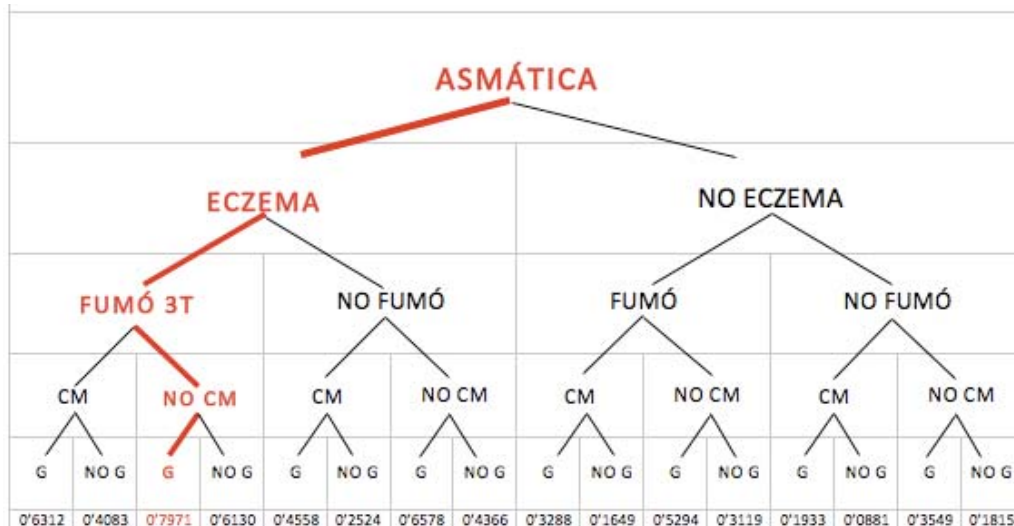 ASMÁTICA
ECZEMA NO ECZEMA
FUMÓ 3T NO FUMÓ FUMÓ NO FUMÓ
CM NO CM CM NO CM CM NO CM CM NO CM
G NO G G NO G G NO G G NO G G NO G G NO G G NO G G NO G
0'6312 0'4083 0'7971 0'6130 0'4558 0'2524 0'6578 0'4366 0'3288 0'1649 0'5294 0'3119 0'1933 0'0881 0'3549 0'1815